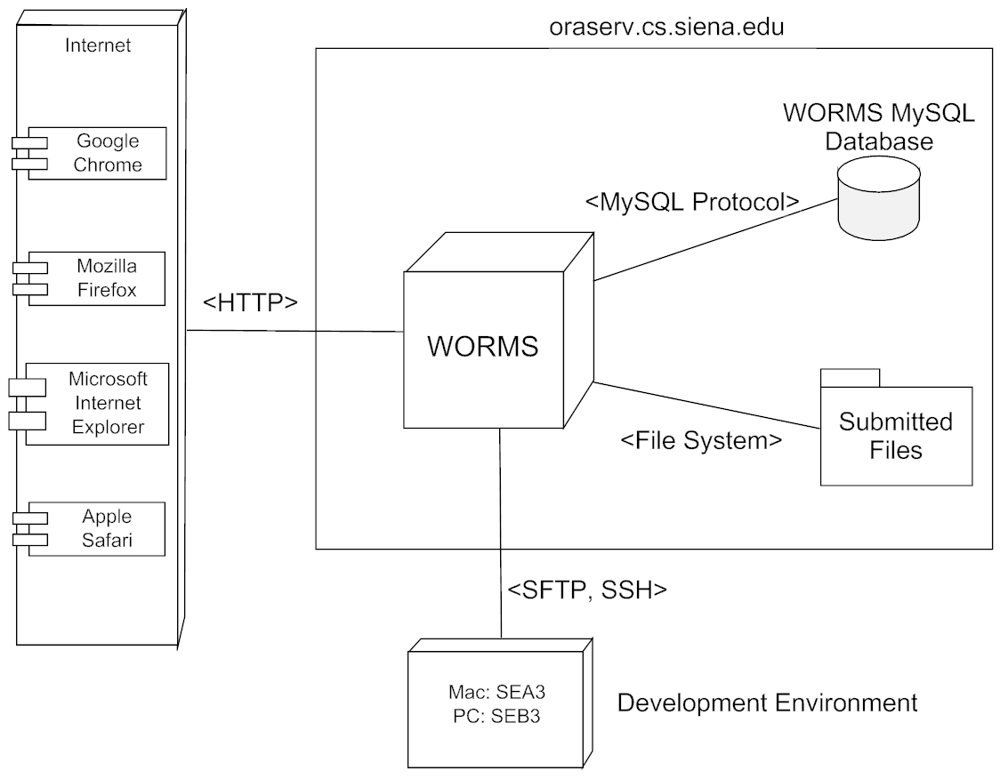 Internet
Google
Chrome
Mozilla
Firefox
Microsoft
Internet
Explorer
Apple
Safari
<HTTP>
oraserv.cs.siena.edu
WORMS MySQL
Database
<MySQL Protocol>
WORMS
Submitted
Files
<File System>
<SFTP, SSH>
Mac: SEA3
PC: SEB3
Development Environment